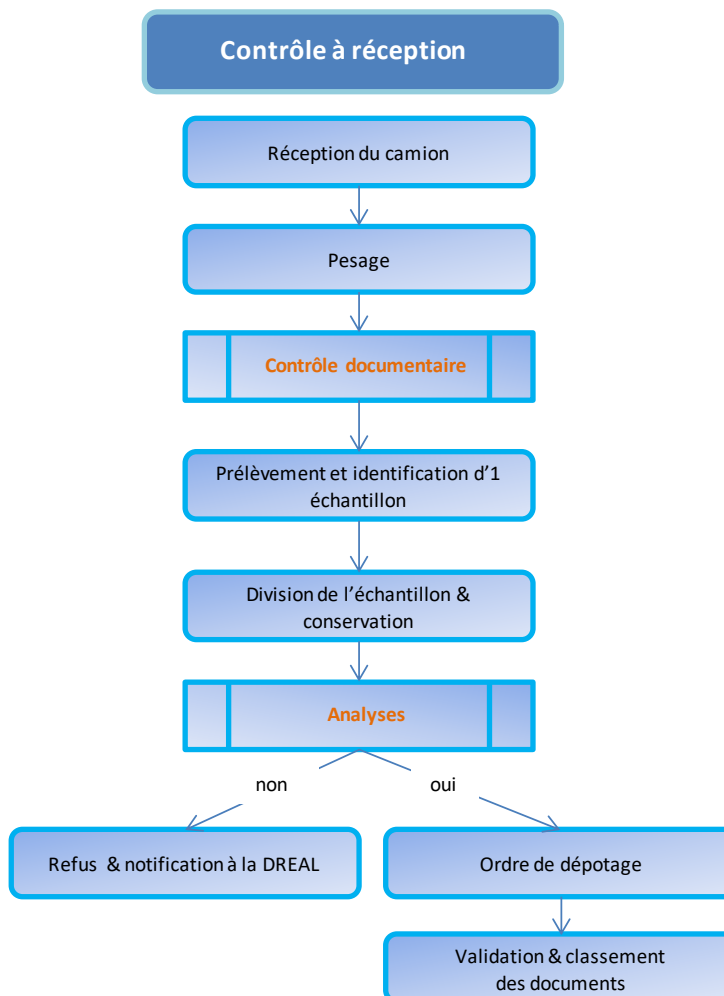 Contrôle à réception
Réception du camion
Pesage
Contrôle documentaire
Prélèvement et identification d’1
échantillon
Division de l’échantillon &
conservation
Analyses
non
oui
Refus & notification à la DREAL
Ordre de dépotage
Validation & classement
des documents